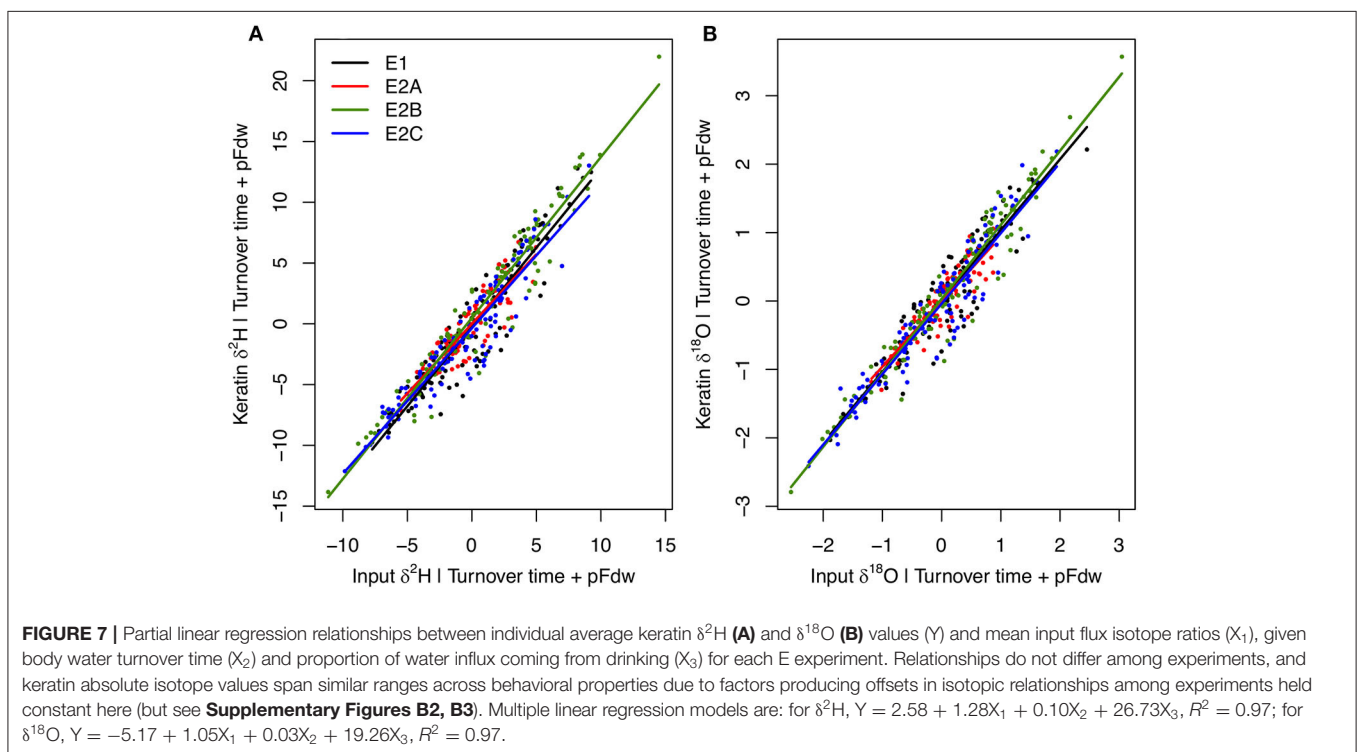 A
B
E1
E2A
E2B
E2C
Keratin δ²H | Turnover time + pFdw
20
15
10
5
0
−5
−10
−15
−10
−5
0
5
10
15
Input δ²H | Turnover time + pFdw
Keratin δ¹⁸O | Turnover time + pFdw
3
2
1
0
−1
−2
−3
−2
−1
0
1
2
3
Input δ¹⁸O | Turnover time + pFdw
FIGURE 7 | Partial linear regression relationships between individual average keratin δ²H (A) and δ¹⁸O (B) values (Y) and mean input flux isotope ratios (X₁), given
body water turnover time (X₂) and proportion of water influx coming from drinking (X₃) for each E experiment. Relationships do not differ among experiments, and
keratin absolute isotope values span similar ranges across behavioral properties due to factors producing offsets in isotopic relationships among experiments held
constant here (but see Supplementary Figures B2, B3). Multiple linear regression models are: for δ²H, Y = 2.58 + 1.28X₁ + 0.10X₂ + 26.73X₃, R² = 0.97; for
δ¹⁸O, Y = −5.17 + 1.05X₁ + 0.03X₂ + 19.26X₃, R² = 0.97.